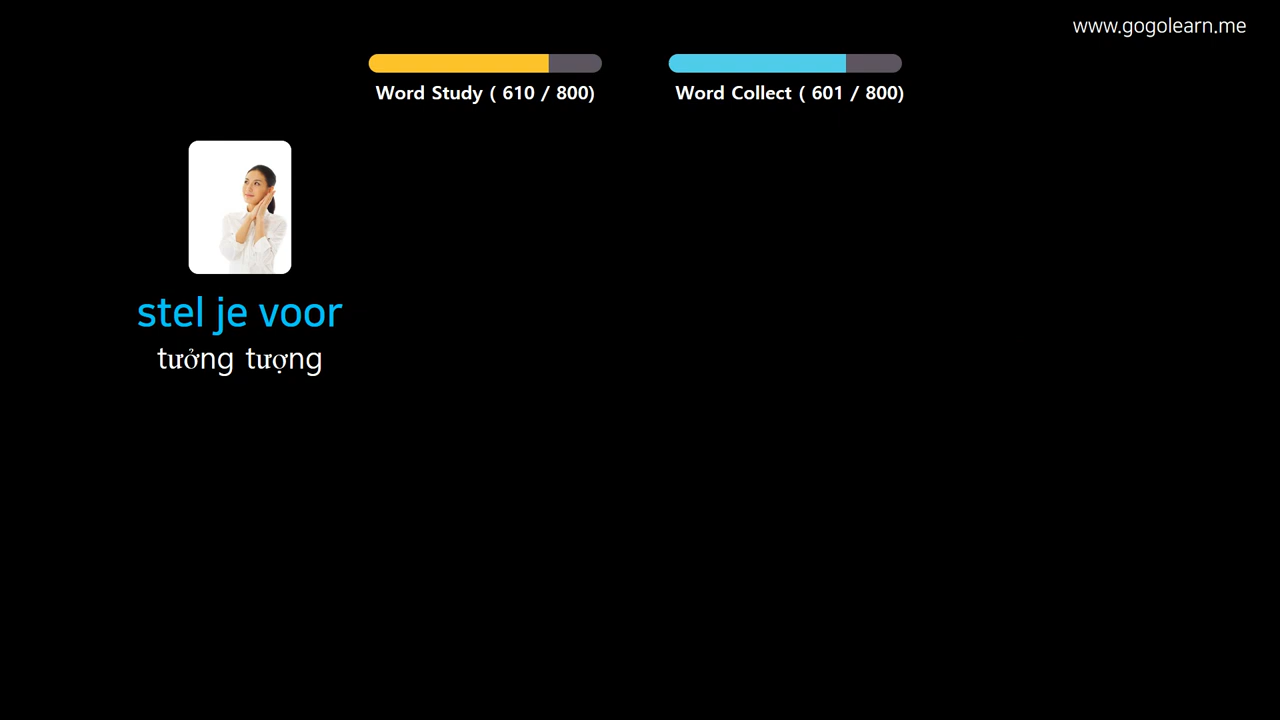 www.gogolearn.me
Word Study ( 610 / 800)
Word Collect ( 601 / 800)
stel je voor
tưởng tượng